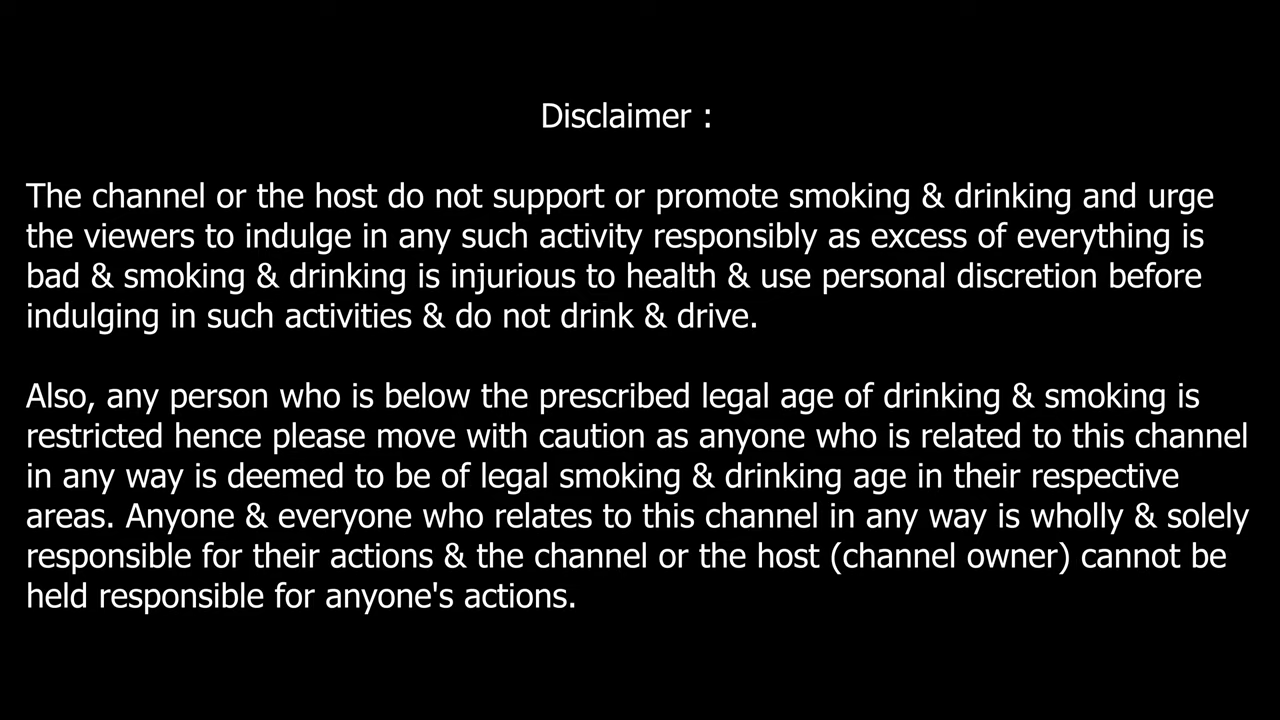 Disclaimer :
The channel or the host do not support or promote smoking & drinking and urge
the viewers to indulge in any such activity responsibly as excess of everything is
bad & smoking & drinking is injurious to health & use personal discretion before
indulging in such activities & do not drink & drive.
Also, any person who is below the prescribed legal age of drinking & smoking is
restricted hence please move with caution as anyone who is related to this channel
in any way is deemed to be of legal smoking & drinking age in their respective
areas. Anyone & everyone who relates to this channel in any way is wholly & solely
responsible for their actions & the channel or the host (channel owner) cannot be
held responsible for anyone's actions.